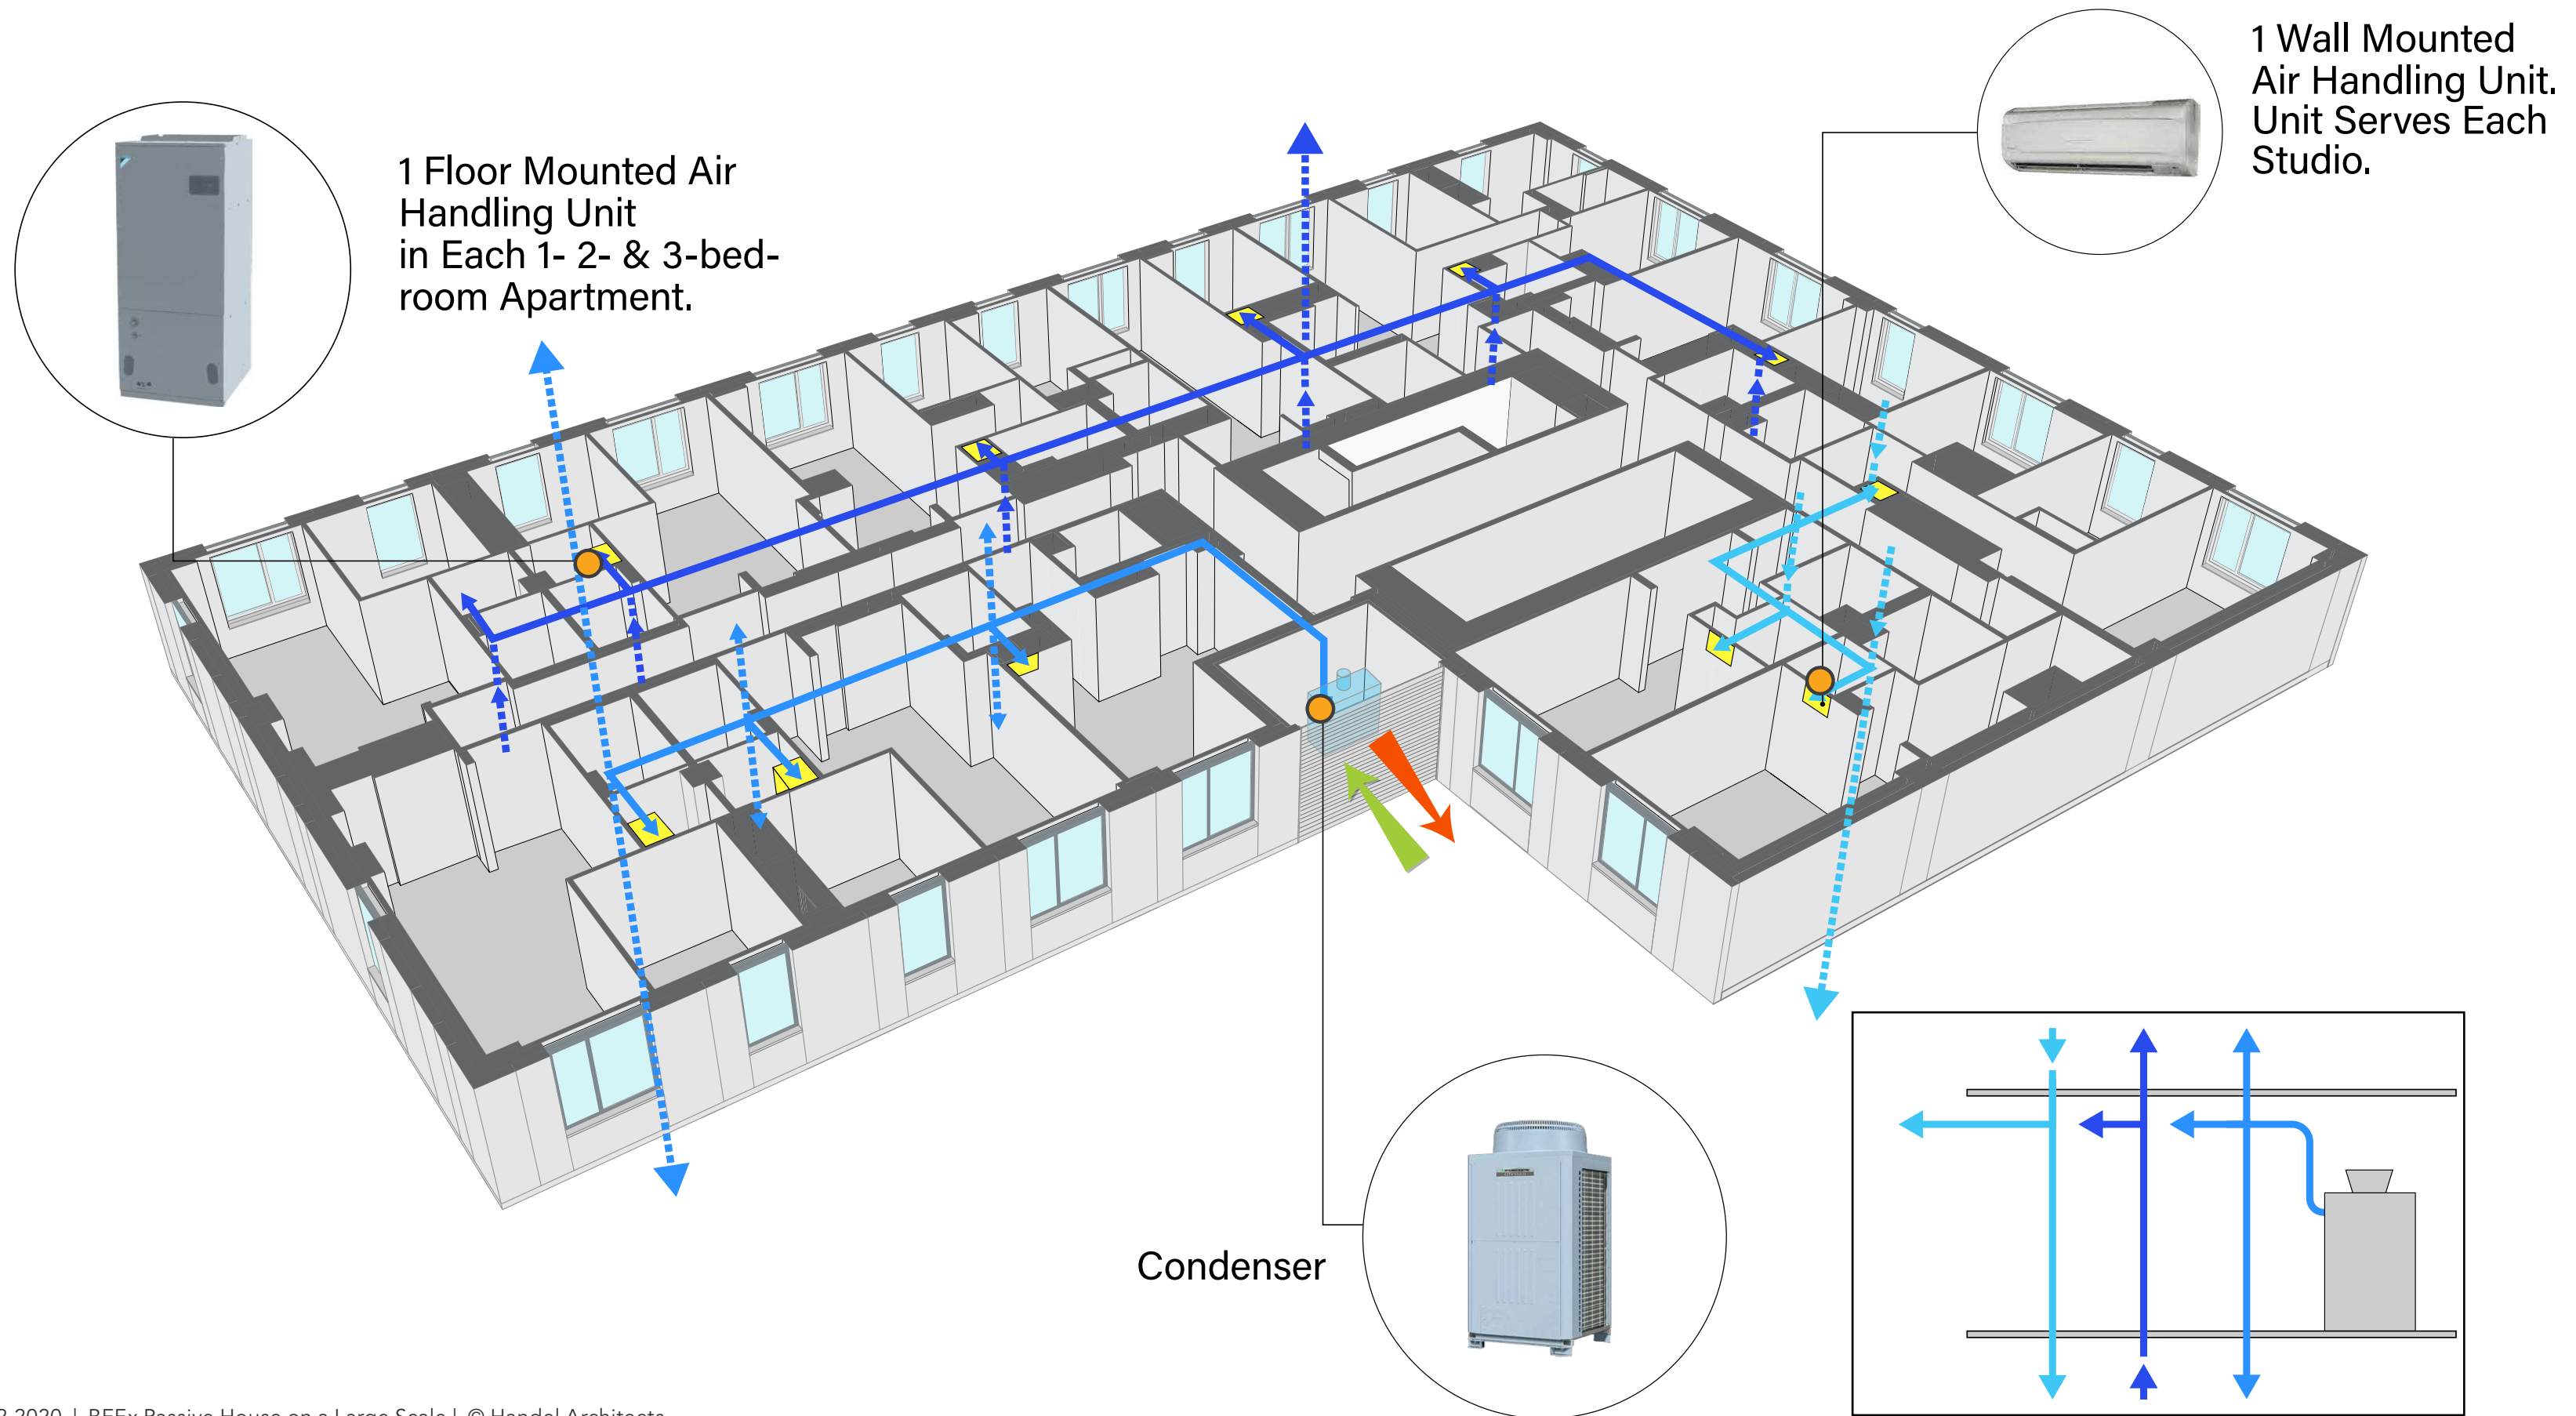 1 Floor Mounted Air
Handling Unit
in Each 1- 2- & 3-bed-
room Apartment.
1 Wall Mounted
Air Handling Unit.
Unit Serves Each
Studio.
Condenser
2020 | BEEx Passive House on a Large Scale | © Handel Architects